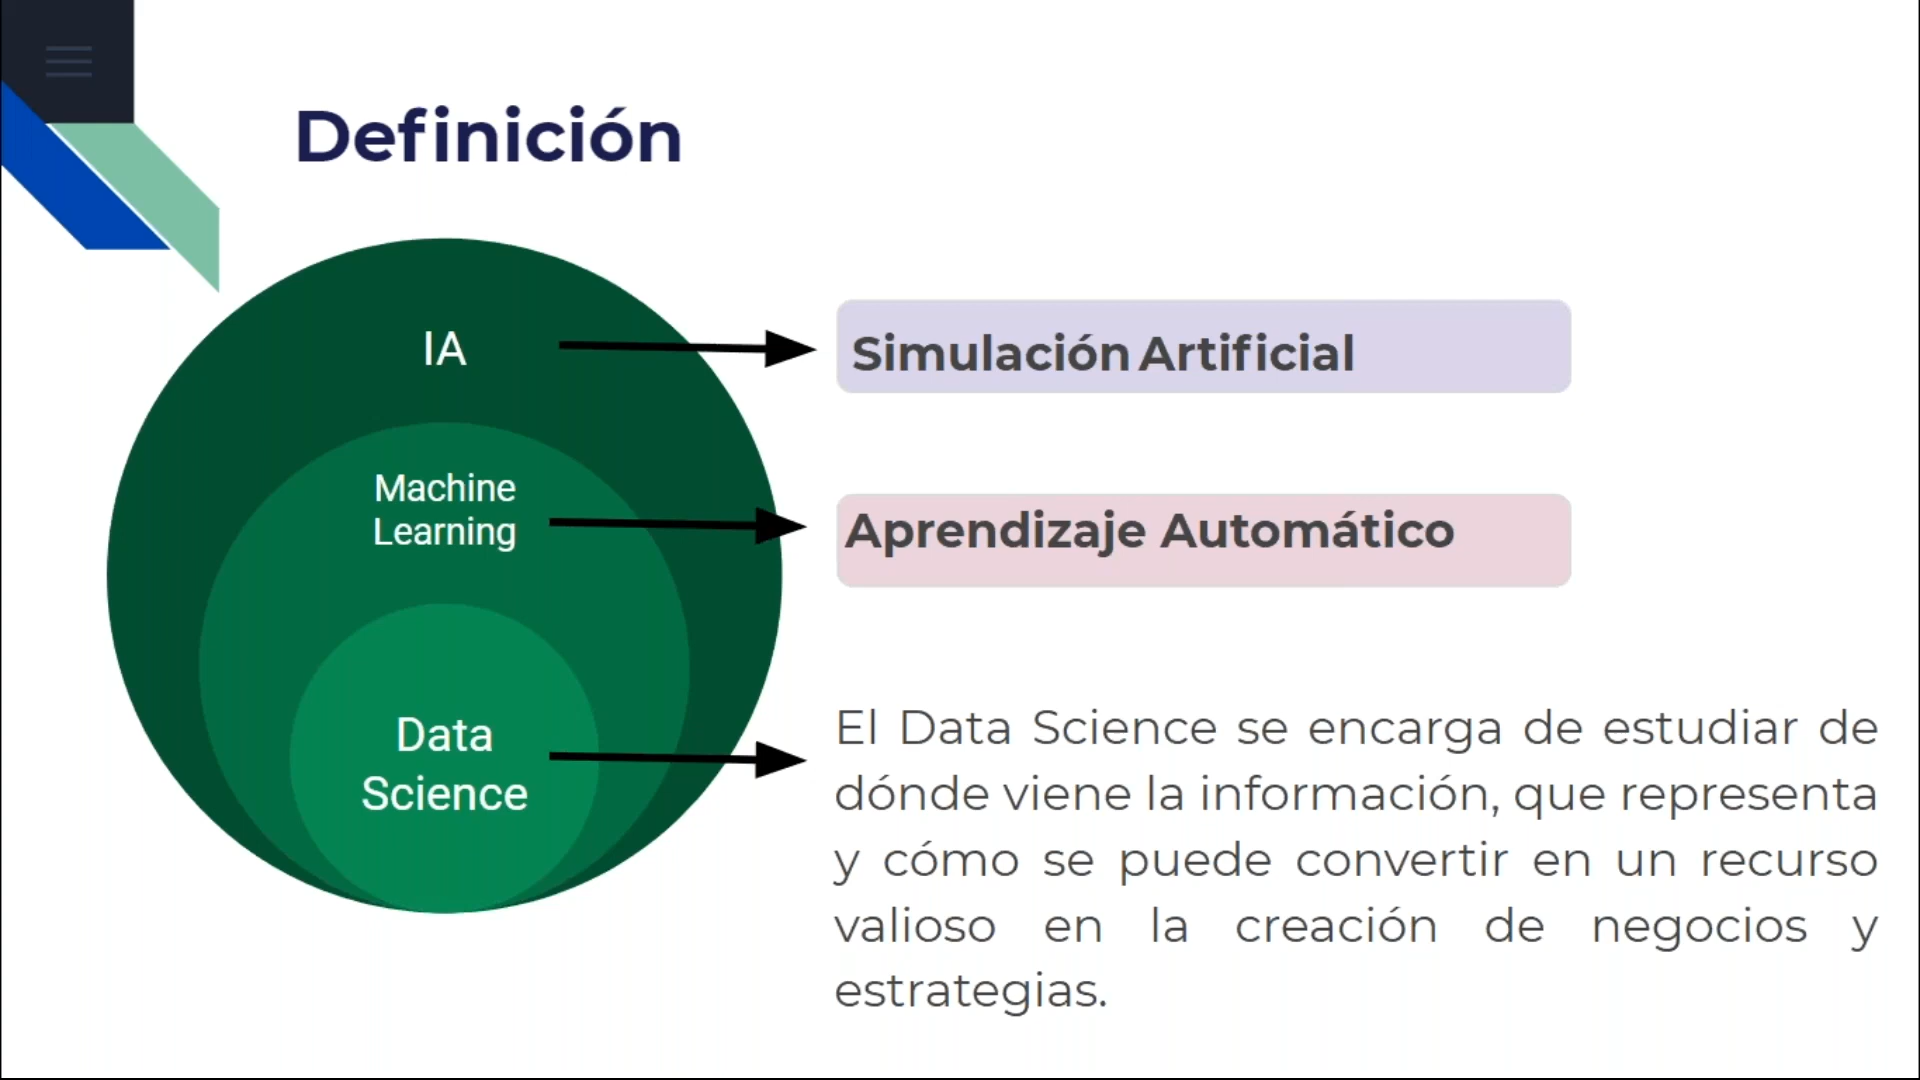 Definición
IA
Simulación Artificial
Machine
Learning
Aprendizaje Automático
Data
Science
El Data Science se encarga de estudiar de
dónde viene la información, que representa
y cómo se puede convertir en un recurso
valioso en la creación de negocios y
estrategias.